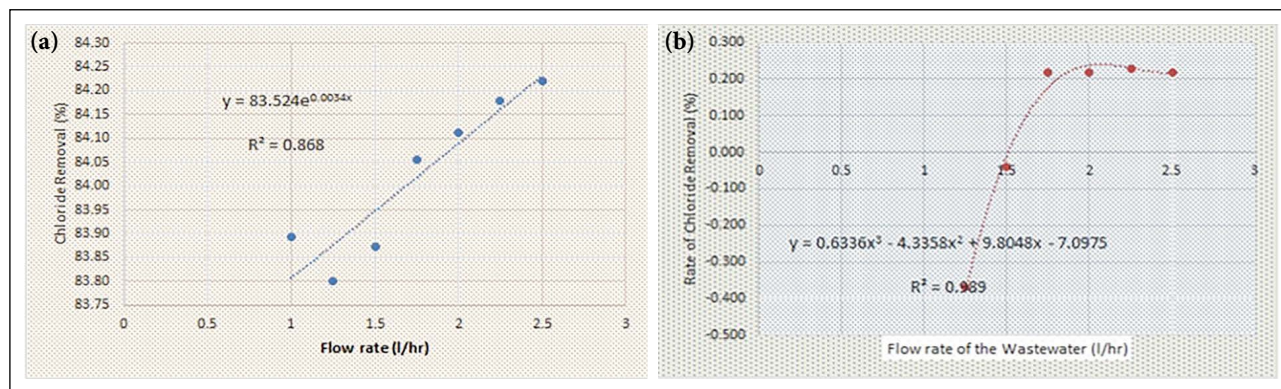 (a)
84.30
84.25
84.20
84.15
84.10
84.05
84.00
83.95
83.90
83.85
83.80
83.75
Chloride Removal (%)
y = 83.524e^0.0034x
R² = 0.868
0 0.5 1 1.5 2 2.5 3
Flow rate (l/hr)
(b)
0.300
0.200
0.100
0.000
-0.100
-0.200
-0.300
-0.400
-0.500
Rate of Chloride Removal (%)
0 0.5 1 1.5 2 2.5 3
y = 0.6336x³ - 4.3358x² + 9.8048x - 7.0975
R² = 0.989
Flow rate of the Wastewater (l/hr)